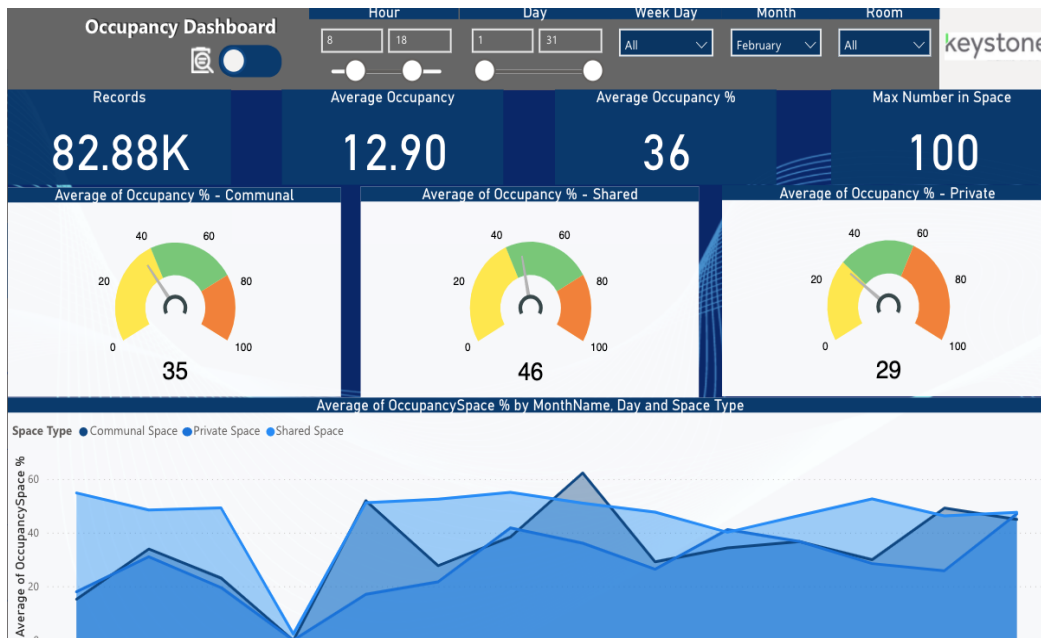 Occupancy Dashboard
Hour
8
18
Day
1
31
Week Day
All
Month
February
Room
All
keystone
Records
82.88K
Average Occupancy
12.90
Average Occupancy %
36
Max Number in Space
100
Average of Occupancy % - Communal
0
20
40
60
80
100
35
Average of Occupancy % - Shared
0
20
40
60
80
100
46
Average of Occupancy % - Private
0
20
40
60
80
100
29
Average of OccupancySpace % by MonthName, Day and Space Type
Space Type Communal Space Private Space Shared Space
Average of OccupancySpace %
60
40
20
0